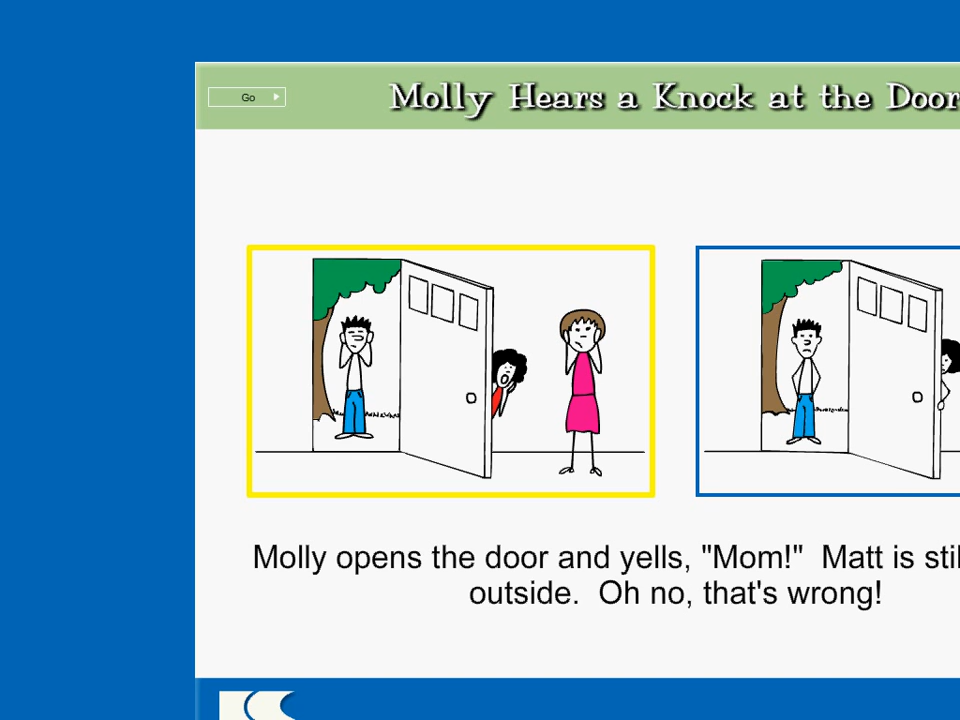 Go
Molly Hears a Knock at the Door
Molly opens the door and yells, "Mom!" Matt is
outside. Oh no, that's wrong!